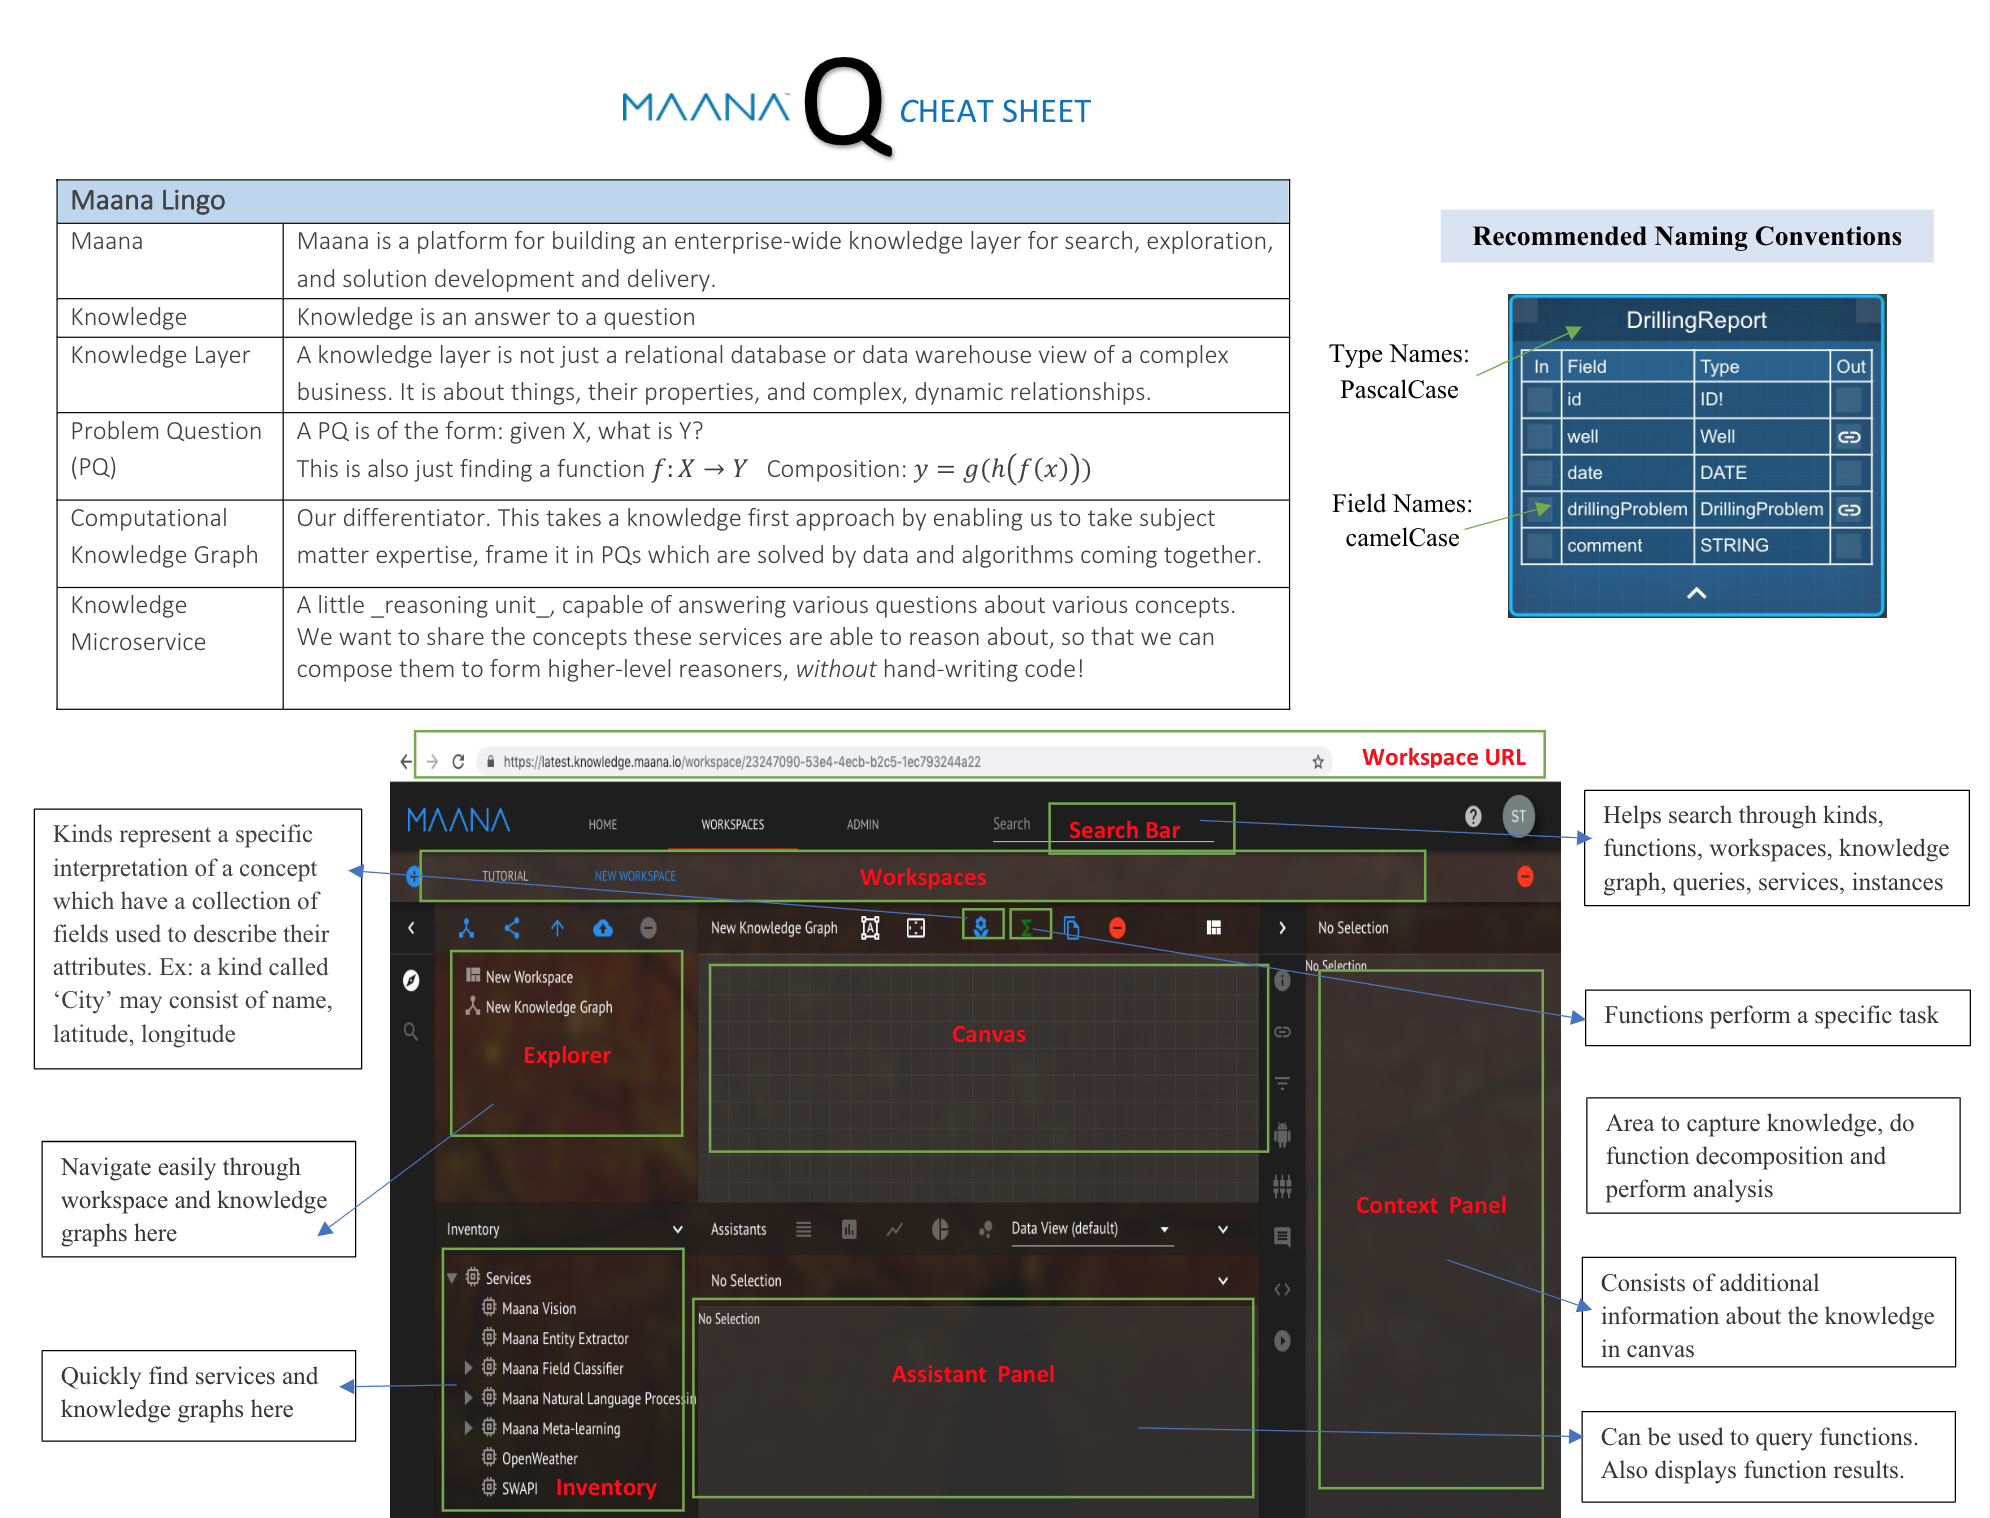 MAANA™ Q CHEAT SHEET
Maana Lingo
Maana
Maana is a platform for building an enterprise-wide knowledge layer for search, exploration,
and solution development and delivery.
Knowledge
Knowledge is an answer to a question
Knowledge Layer
A knowledge layer is not just a relational database or data warehouse view of a complex
business. It is about things, their properties, and complex, dynamic relationships.
Problem Question
(PQ)
A PQ is of the form: given X, what is Y?
This is also just finding a function f: X → Y Composition: y = g(h(f(x)))
Computational
Knowledge Graph
Our differentiator. This takes a knowledge first approach by enabling us to take subject
matter expertise, frame it in PQs which are solved by data and algorithms coming together.
Knowledge
Microservice
A little _reasoning unit_, capable of answering various questions about various concepts.
We want to share the concepts these services are able to reason about, so that we can
compose them to form higher-level reasoners, without hand-writing code!
Recommended Naming Conventions
Type Names:
PascalCase
Field Names:
camelCase
DrillingReport
In Field Type Out
id ID!
well Well
date DATE
drillingProblem DrillingProblem
comment STRING
https://latest.knowledge.maana.io/workspace/23247090-53e4-4ecb-b2c5-1ec793244a22
Workspace URL
MAANA HOME WORKSPACES ADMIN Search Search Bar ? ST
TUTORIAL NEW WORKSPACE Workspaces
New Knowledge Graph A Σ No Selection
No Selection
New Workspace
New Knowledge Graph
Explorer
Canvas
Context Panel
Inventory
Assistants Data View (default)
No Selection
No Selection
Assistant Panel
Services
Maana Vision
Maana Entity Extractor
Maana Field Classifier
Maana Natural Language Processin
Maana Meta-learning
OpenWeather
SWAPI Inventory
Kinds represent a specific
interpretation of a concept
which have a collection of
fields used to describe their
attributes. Ex: a kind called
‘City’ may consist of name,
latitude, longitude
Navigate easily through
workspace and knowledge
graphs here
Quickly find services and
knowledge graphs here
Helps search through kinds,
functions, workspaces, knowledge
graph, queries, services, instances
Functions perform a specific task
Area to capture knowledge, do
function decomposition and
perform analysis
Consists of additional
information about the knowledge
in canvas
Can be used to query functions.
Also displays function results.